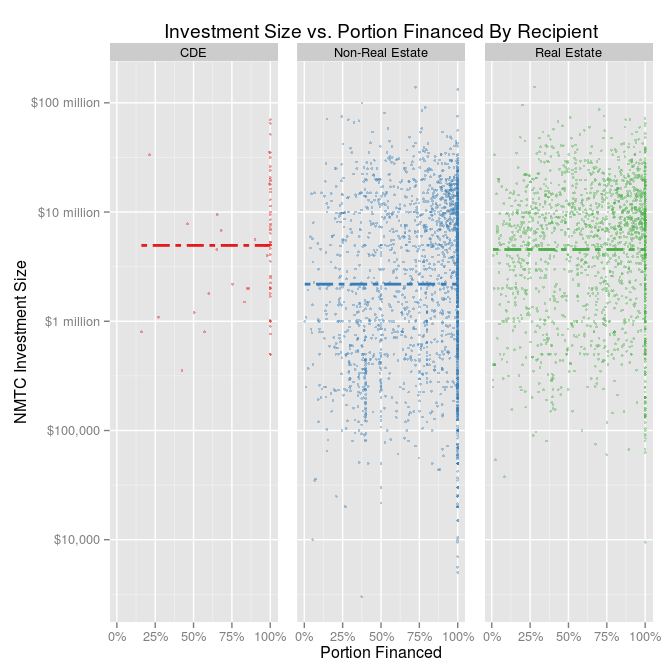 Investment Size vs. Portion Financed By Recipient
CDE Non-Real Estate Real Estate
NMTC Investment Size
$100 million
$10 million
$1 million
$100,000
$10,000
0% 25% 50% 75% 100% 0% 25% 50% 75% 100% 0% 25% 50% 75% 100%
Portion Financed